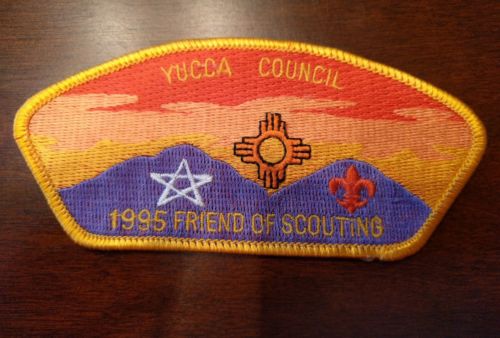 YUCCA COUNCIL
1995 FRIEND OF SCOUTING